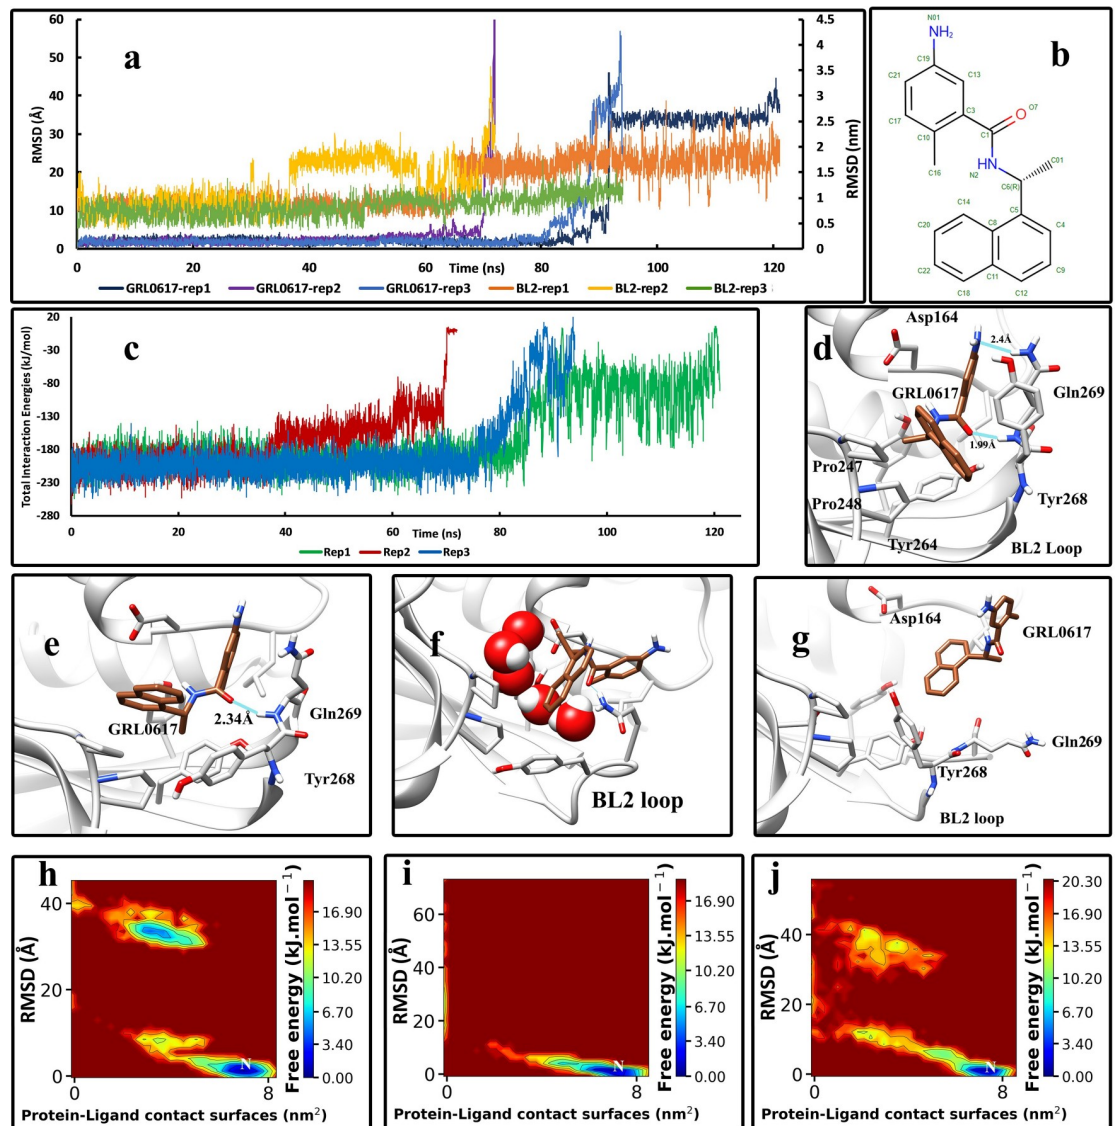 a
RMSD (Å)
60
50
40
30
20
10
0
4.5
4
3.5
3
2.5
2
1.5
1
0.5
0
RMSD (nm)
0 20 40 60 80 100 120
Time (ns)
GRL0617-rep1 GRL0617-rep2 GRL0617-rep3 BL2-rep1 BL2-rep2 BL2-rep3
b
N01
NH₂
C19
C21
C13
C3
O7
O
C17
C1
C10
NH
C01
N2
C16
C6(R)
C14
C5
C8
C4
C20
C22
C11
C9
C18
C12
c
Total Interaction Energies (kJ/mol)
20
-30
-80
-130
-180
-230
-280
0 20 40 60 80 100 120
Time (ns)
Rep1 Rep2 Rep3
d
Asp164
2.4Å
GRL0617
Gln269
1.99Å
Pro247
Pro248
Tyr268
Tyr264
BL2 Loop
e
GRL0617
2.34Å
Gln269
Tyr268
f
BL2 loop
g
Asp164
GRL0617
Gln269
Tyr268
BL2 loop
h
RMSD (Å)
40
20
0
N
0 8
Protein-Ligand contact surfaces (nm²)
Free energy (kJ.mol⁻¹)
16.90
13.55
10.20
6.70
3.40
0.00
i
RMSD (Å)
60
40
20
0
N
0 8
Protein-Ligand contact surfaces (nm²)
Free energy (kJ.mol⁻¹)
16.90
13.55
10.20
6.70
3.40
0.00
j
RMSD (Å)
40
20
0
N
0 8
Protein-Ligand contact surfaces (nm²)
Free energy (kJ.mol⁻¹)
20.30
16.90
13.55
10.20
6.70
3.40
0.00